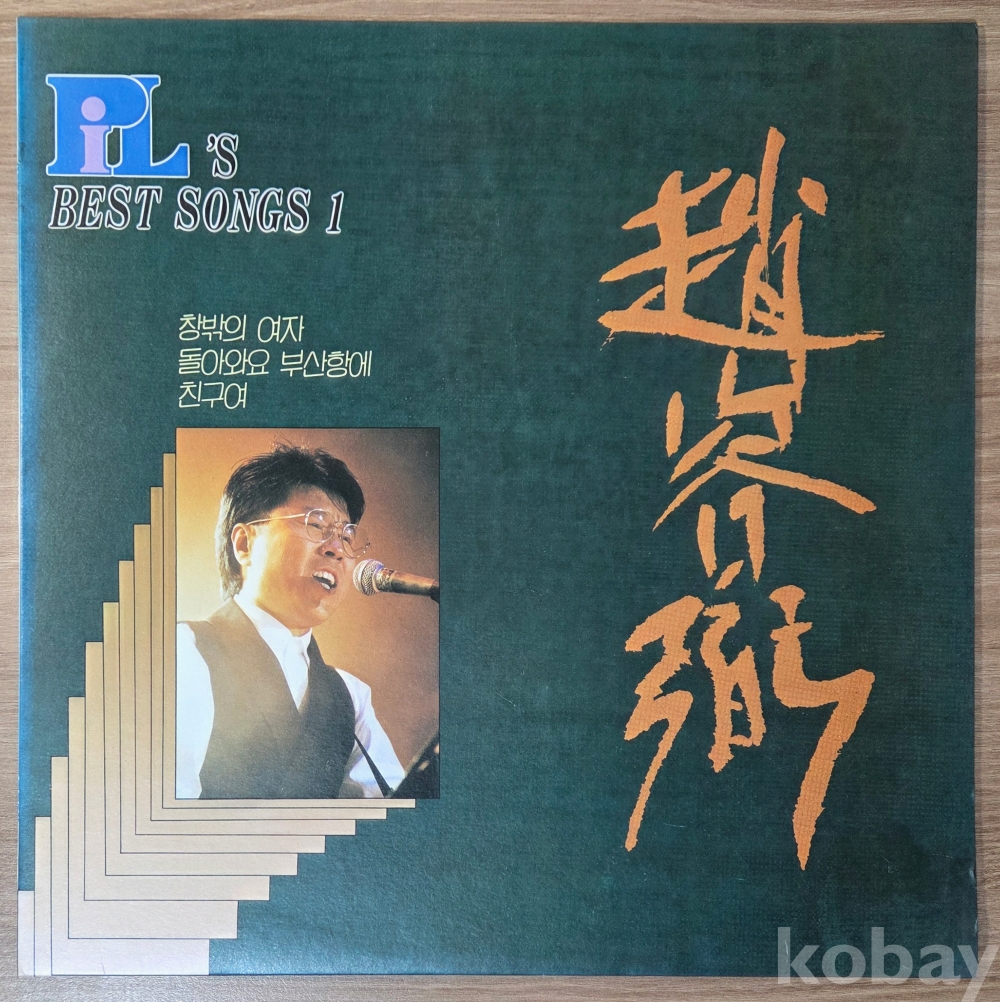 PiL'S
BEST SONGS 1
창밖의 여자
돌아와요 부산항에
친구여
趙容弼
kobay